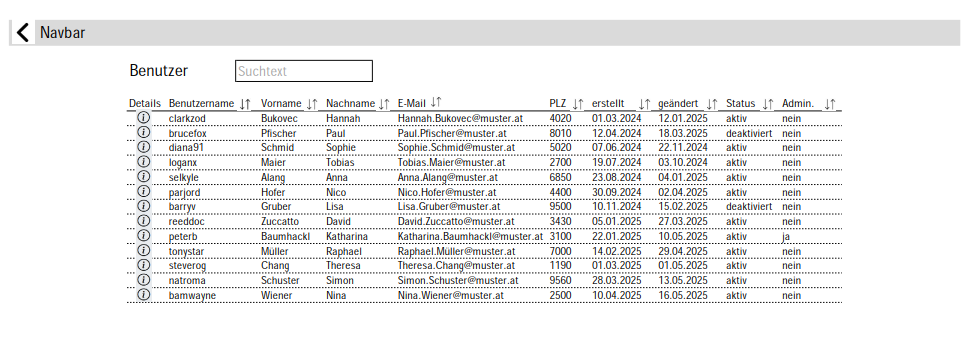 Navbar
Benutzer Suchtext
Details Benutzername Vorname Nachname E-Mail PLZ erstellt geändert Status Admin.
clarkzod Bukovec Hannah Hannah.Bukovec@muster.at 4020 01.03.2024 12.01.2025 aktiv nein
brucefox Pfischer Paul Paul.Pfischer@muster.at 8010 12.04.2024 18.03.2025 deaktiviert nein
diana91 Schmid Sophie Sophie.Schmid@muster.at 5020 07.06.2024 22.11.2024 aktiv nein
loganx Maier Tobias Tobias.Maier@muster.at 2700 19.07.2024 03.10.2024 aktiv nein
selkyle Alang Anna Anna.Alang@muster.at 6850 23.08.2024 04.01.2025 aktiv nein
parjord Hofer Nico Nico.Hofer@muster.at 4400 30.09.2024 02.04.2025 aktiv nein
barryv Gruber Lisa Lisa.Gruber@muster.at 9500 10.11.2024 15.02.2025 deaktiviert nein
reeddoc Zuccatto David David.Zuccatto@muster.at 3430 05.01.2025 27.03.2025 aktiv nein
peterb Baumhackl Katharina Katharina.Baumhackl@muster.at 3100 22.01.2025 10.05.2025 aktiv ja
tonystar Müller Raphael Raphael.Müller@muster.at 7000 14.02.2025 29.04.2025 aktiv nein
steverog Chang Theresa Theresa.Chang@muster.at 1190 01.03.2025 01.05.2025 aktiv nein
natroma Schuster Simon Simon.Schuster@muster.at 9560 28.03.2025 13.05.2025 aktiv nein
bamwayne Wiener Nina Nina.Wiener@muster.at 2500 10.04.2025 16.05.2025 aktiv nein